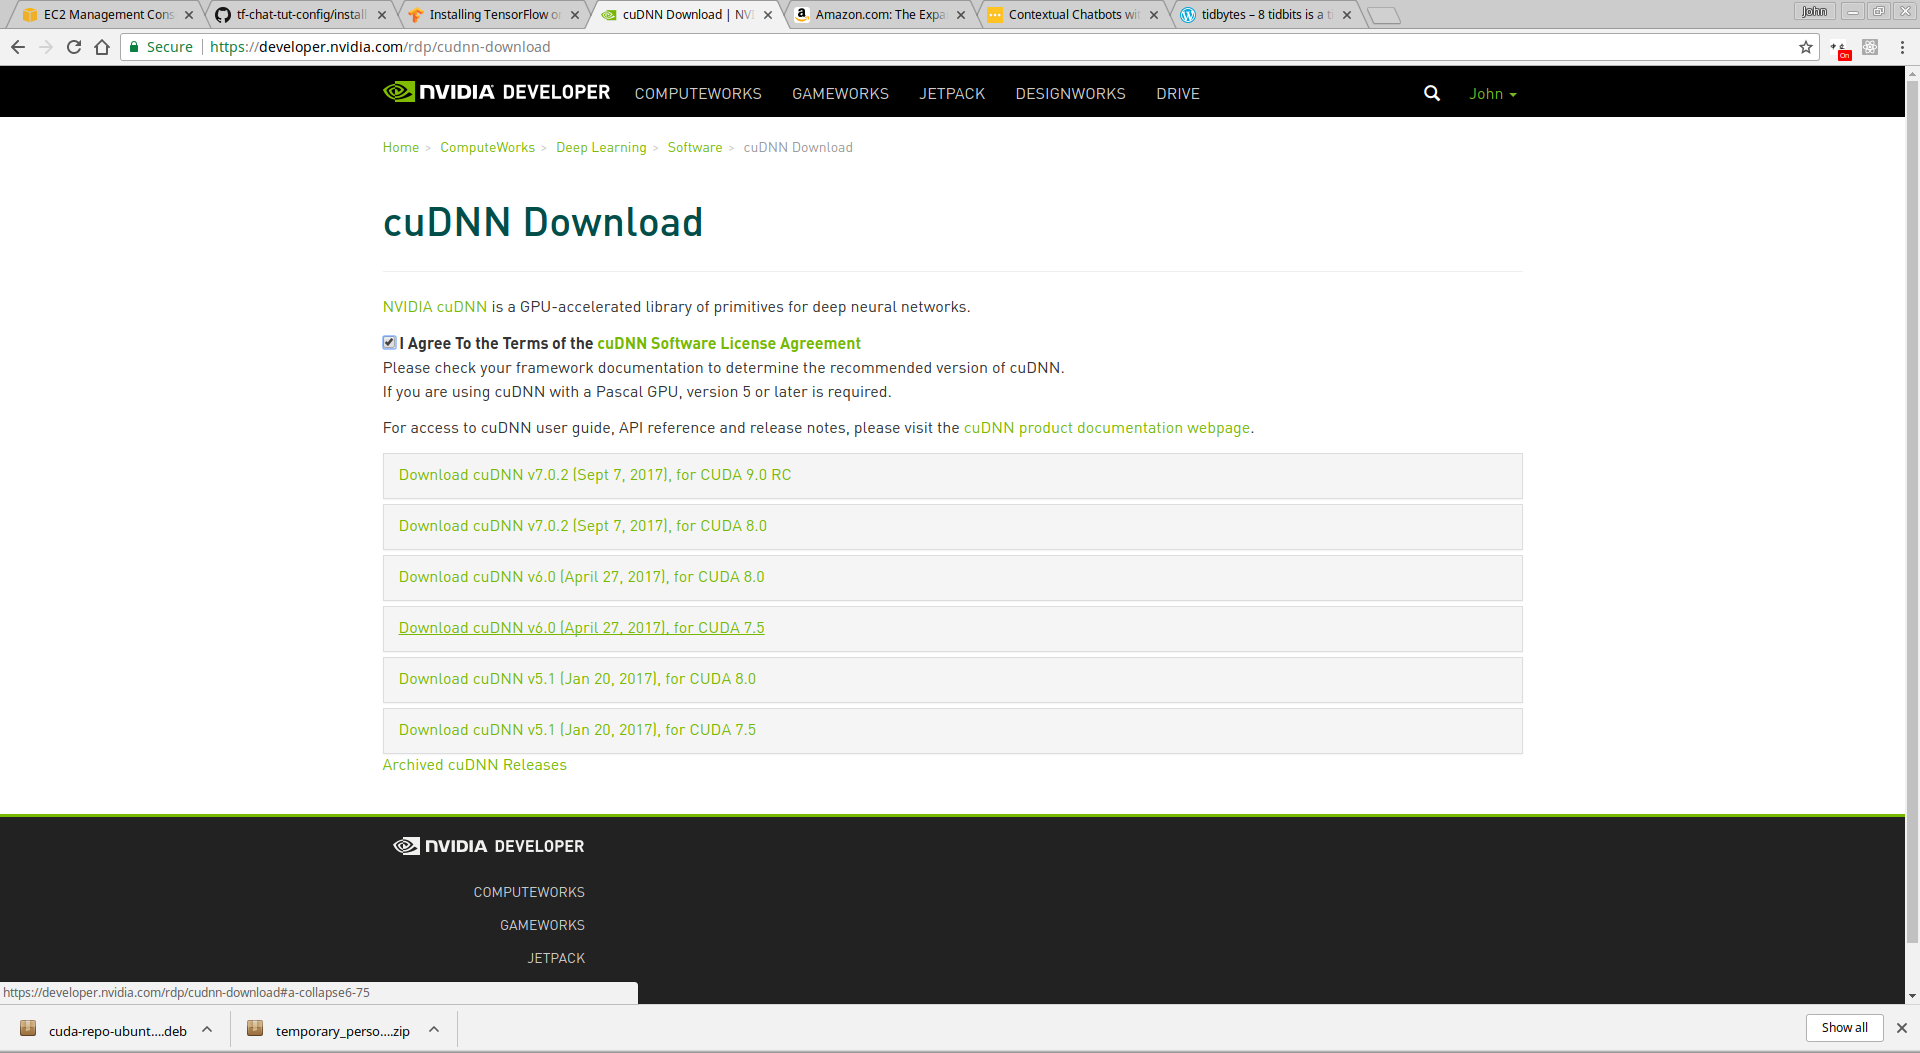 EC2 Management Cons
tf-chat-tut-config/install
Installing TensorFlow o
cuDNN Download | NV
Amazon.com: The Expa
Contextual Chatbots wi
tidbytes – 8 tidbits is a t
John
Secure
https://developer.nvidia.com/rdp/cudnn-download
On
NVIDIA DEVELOPER
COMPUTEWORKS
GAMEWORKS
JETPACK
DESIGNWORKS
DRIVE
John
Home > ComputeWorks > Deep Learning > Software > cuDNN Download
cuDNN Download
NVIDIA cuDNN is a GPU-accelerated library of primitives for deep neural networks.
I Agree To the Terms of the cuDNN Software License Agreement
Please check your framework documentation to determine the recommended version of cuDNN.
If you are using cuDNN with a Pascal GPU, version 5 or later is required.
For access to cuDNN user guide, API reference and release notes, please visit the cuDNN product documentation webpage.
Download cuDNN v7.0.2 (Sept 7, 2017), for CUDA 9.0 RC
Download cuDNN v7.0.2 (Sept 7, 2017), for CUDA 8.0
Download cuDNN v6.0 (April 27, 2017), for CUDA 8.0
Download cuDNN v6.0 (April 27, 2017), for CUDA 7.5
Download cuDNN v5.1 (Jan 20, 2017), for CUDA 8.0
Download cuDNN v5.1 (Jan 20, 2017), for CUDA 7.5
Archived cuDNN Releases
NVIDIA DEVELOPER
COMPUTEWORKS
GAMEWORKS
JETPACK
https://developer.nvidia.com/rdp/cudnn-download#a-collapse6-75
cuda-repo-ubunt....deb
temporary_perso....zip
Show all